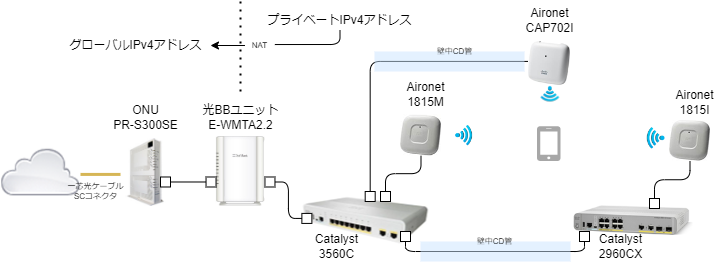 プライベートIPv4アドレス
グローバルIPv4アドレス
NAT
Aironet
CAP702I
壁中CD管
Aironet
1815M
Aironet
1815I
ONU
PR-S300SE
光BBユニット
E-WMTA2.2
一芯光ケーブル
SCコネクタ
Catalyst
3560C
壁中CD管
Catalyst
2960CX